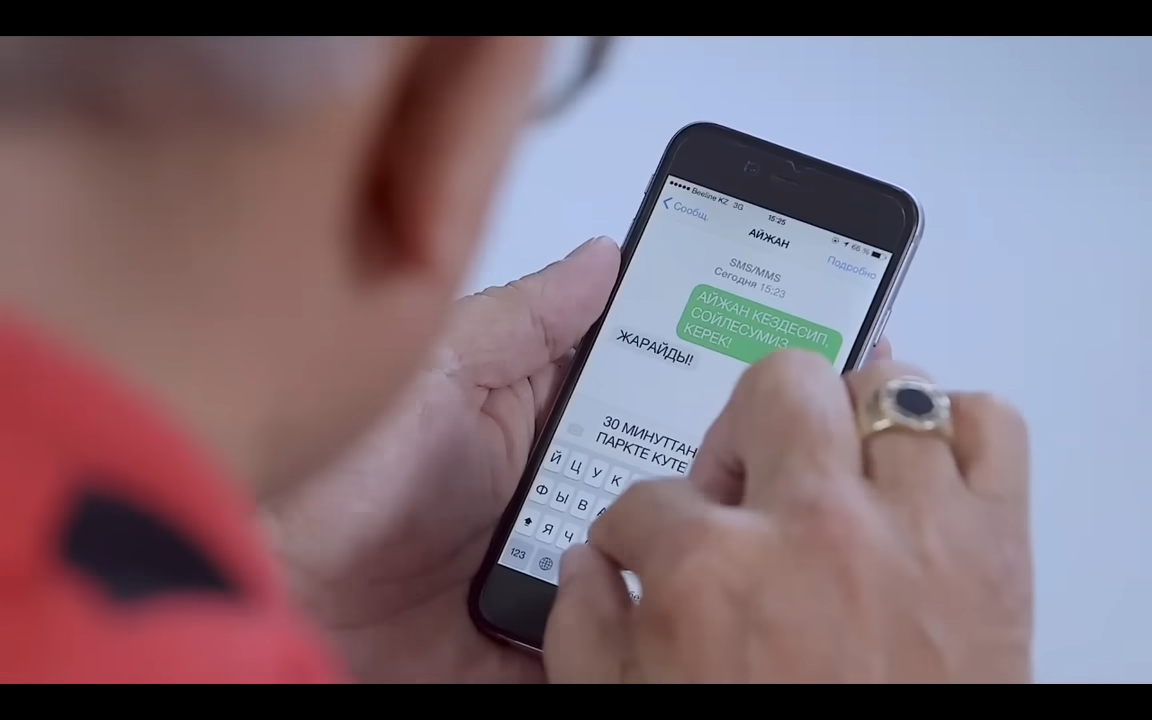 Beeline KZ 3G 15:25 66 %
Сообщ.
АЙЖАН
Подробно
SMS/MMS
Сегодня 15:23
АЙЖАН КЕЗДЕСИП,
СОЙЛЕСУМИЗ
КЕРЕК!
ЖАРАЙДЫ!
30 МИНУТТАН
ПАРКТЕ КУТЕ
Й Ц У К
Ф Ы В
Я Ч
123